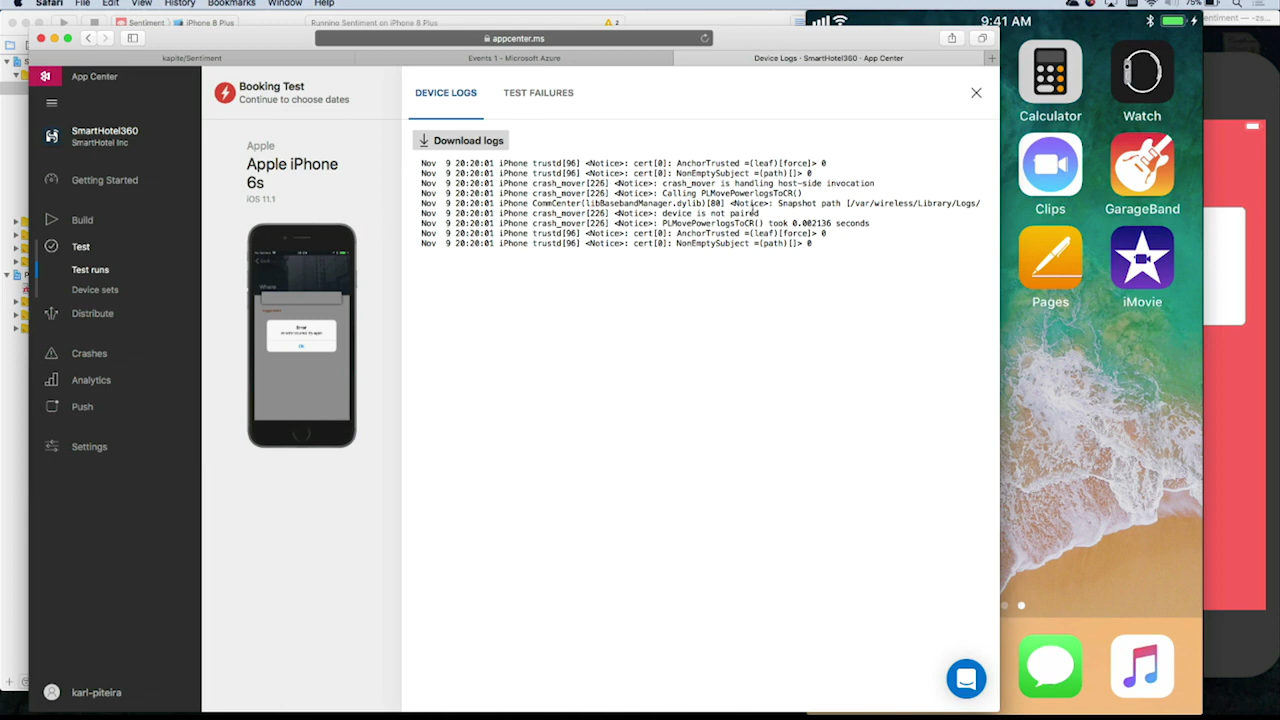 Safari File Edit View History Bookmarks Window Help
75%
Sentiment iPhone 8 Plus
Running Sentiment on iPhone 8 Plus
2
appcenter.ms
kapite/Sentiment
Events 1 - Microsoft Azure
Device Logs · SmartHotel360 · App Center
App Center
SmartHotel360
SmartHotel Inc
Getting Started
Build
Test
Test runs
Device sets
Distribute
Crashes
Analytics
Push
Settings
karl-piteira
Booking Test
Continue to choose dates
Apple
Apple iPhone
6s
iOS 11.1
Where
Error
Ok
DEVICE LOGS
TEST FAILURES
Download logs
Nov 9 20:20:01 iPhone trustd[96] <Notice>: cert[0]: AnchorTrusted =(leaf)[force]> 0
Nov 9 20:20:01 iPhone trustd[96] <Notice>: cert[0]: NonEmptySubject =(path)[]> 0
Nov 9 20:20:01 iPhone crash_mover[226] <Notice>: crash_mover is handling host-side invocation
Nov 9 20:20:01 iPhone crash_mover[226] <Notice>: Calling PLMovePowerlogsToCR()
Nov 9 20:20:01 iPhone CommCenter(libBasebandManager.dylib)[80] <Notice>: Snapshot path [/var/wireless/Library/Logs/
Nov 9 20:20:01 iPhone crash_mover[226] <Notice>: device is not paired
Nov 9 20:20:01 iPhone crash_mover[226] <Notice>: PLMovePowerlogsToCR() took 0.002136 seconds
Nov 9 20:20:01 iPhone trustd[96] <Notice>: cert[0]: AnchorTrusted =(leaf)[force]> 0
Nov 9 20:20:01 iPhone trustd[96] <Notice>: cert[0]: NonEmptySubject =(path)[]> 0
9:41 AM
Calculator
Watch
Clips
GarageBand
Pages
iMovie